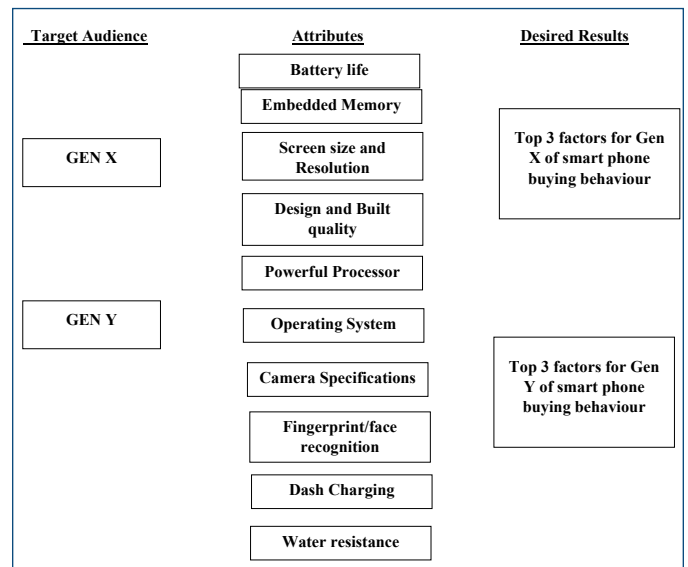 Target Audience
Attributes
Desired Results
Battery life
Embedded Memory
GEN X
Screen size and
Resolution
Top 3 factors for Gen
X of smart phone
buying behaviour
Design and Built
quality
Powerful Processor
GEN Y
Operating System
Camera Specifications
Top 3 factors for Gen
Y of smart phone
buying behaviour
Fingerprint/face
recognition
Dash Charging
Water resistance